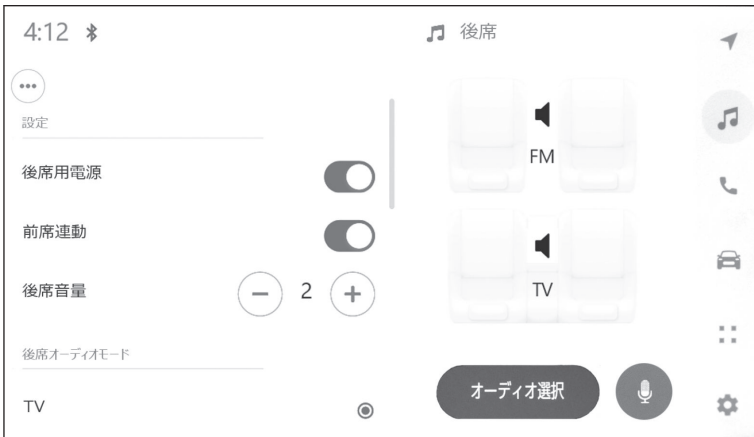 4:12
設定
後席用電源
前席連動
後席音量
2
後席オーディオモード
TV
後席
FM
TV
オーディオ選択